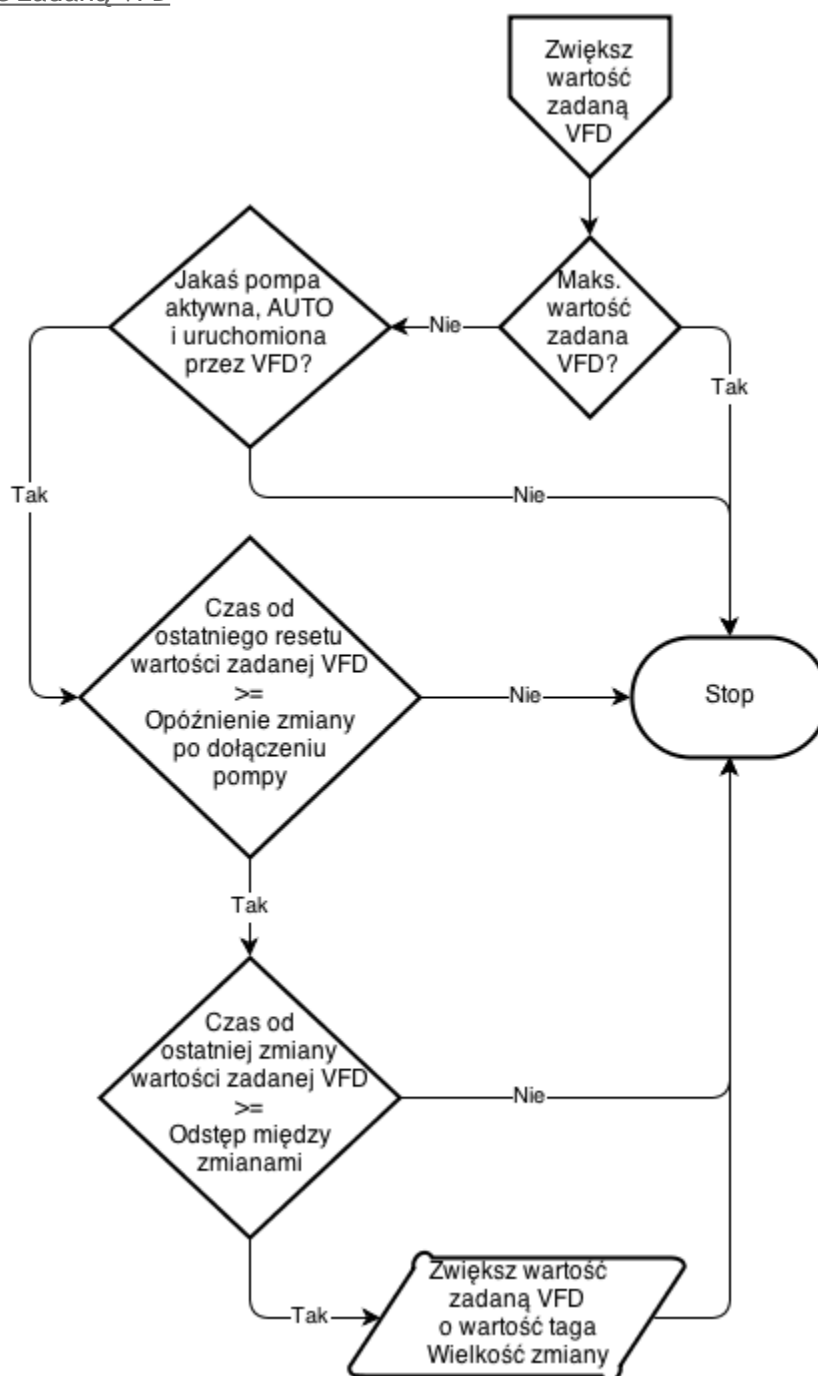 zadaną VFD
Zwiększ
wartość
zadaną
VFD
Maks.
wartość
zadana
VFD?
Nie
Tak
Jakaś pompa
aktywna, AUTO
i uruchomiona
przez VFD?
Tak
Nie
Czas od
ostatniego resetu
wartości zadanej VFD
>=
Opóźnienie zmiany
po dołączeniu
pompy
Nie
Stop
Tak
Czas od
ostatniej zmiany
wartości zadanej VFD
>=
Odstęp między
zmianami
Nie
Tak
Zwiększ wartość
zadaną VFD
o wartość taga
Wielkość zmiany